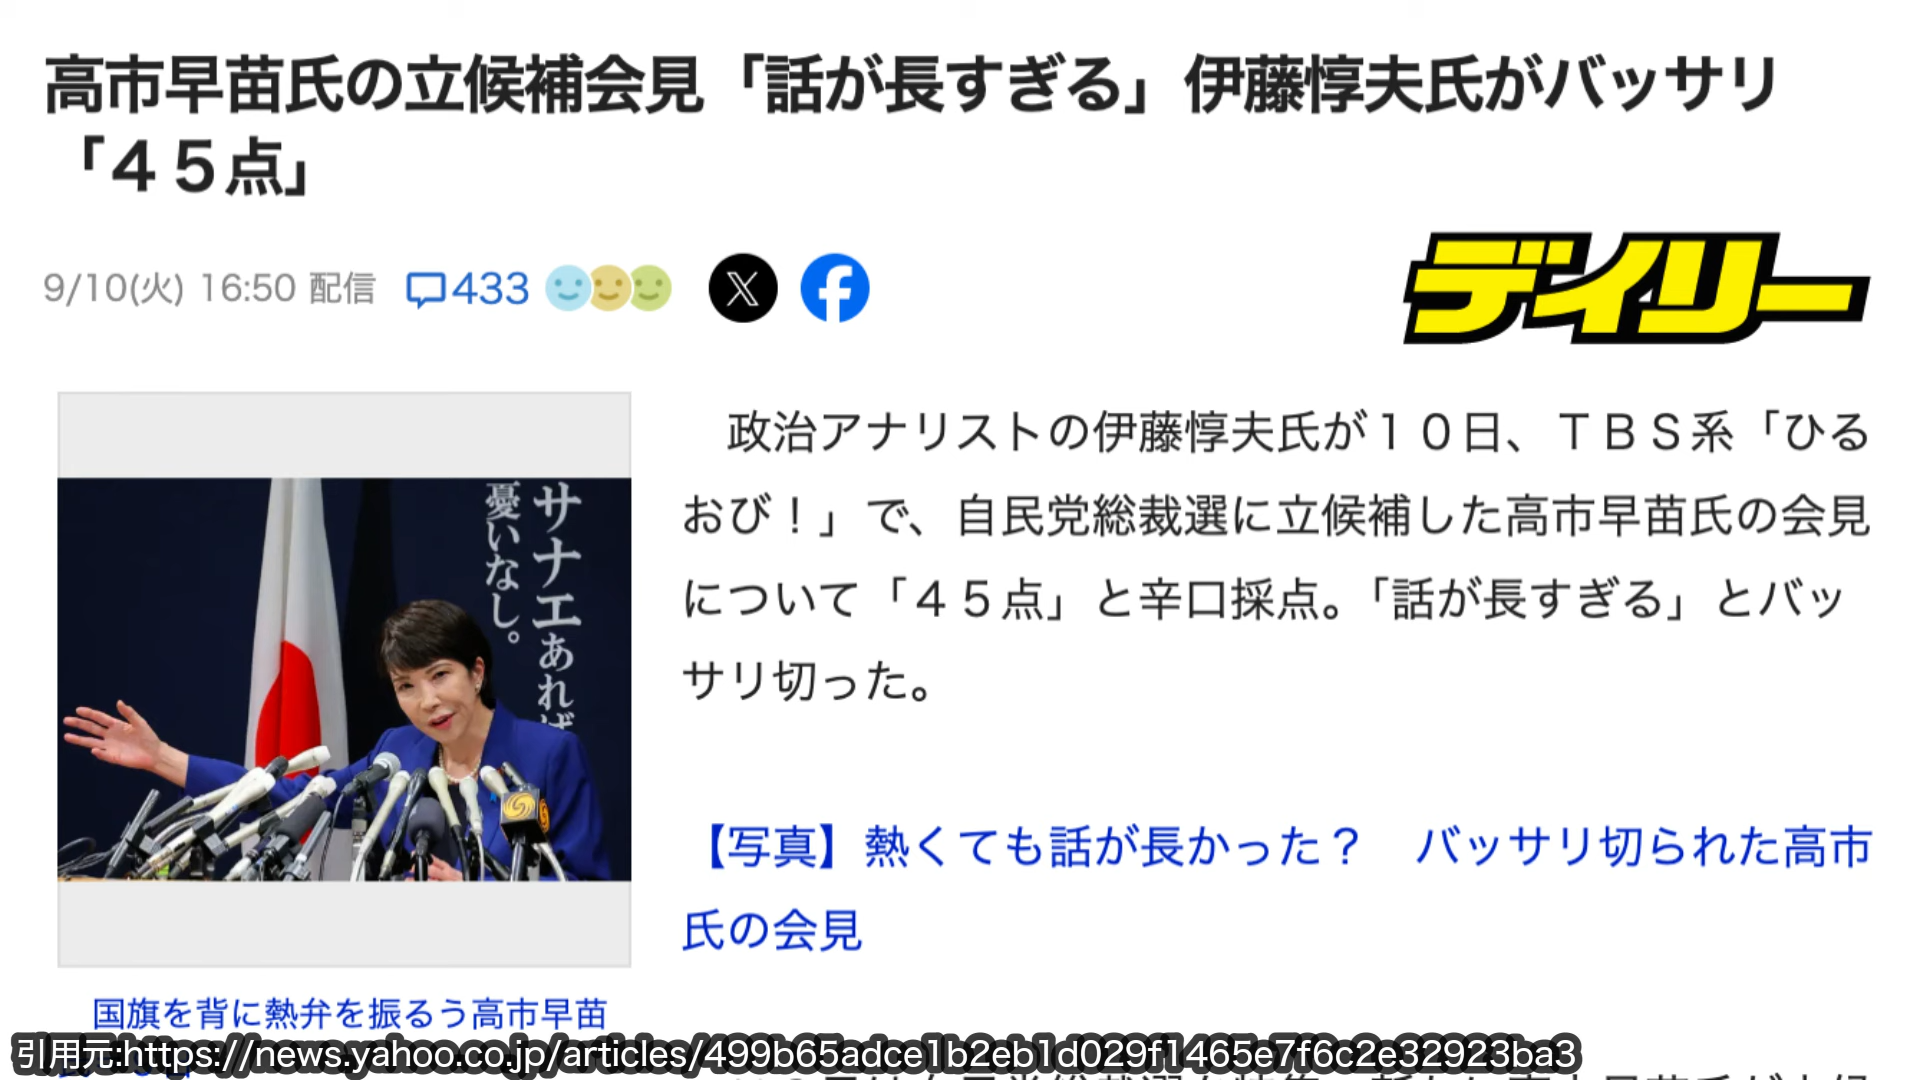 高市早苗氏の立候補会見「話が長すぎる」伊藤惇夫氏がバッサリ
「４５点」
9/10(火) 16:50 配信 433
デイリー
サナエあれば
憂いなし。
政治アナリストの伊藤惇夫氏が１０日、ＴＢＳ系「ひる
おび！」で、自民党総裁選に立候補した高市早苗氏の会見
について「４５点」と辛口採点。「話が長すぎる」とバッ
サリ切った。
【写真】熱くても話が長かった？　バッサリ切られた高市
氏の会見
国旗を背に熱弁を振るう高市早苗
引用元:https://news.yahoo.co.jp/articles/499b65adce1b2eb1d029f1465e7f6c2e32923ba3